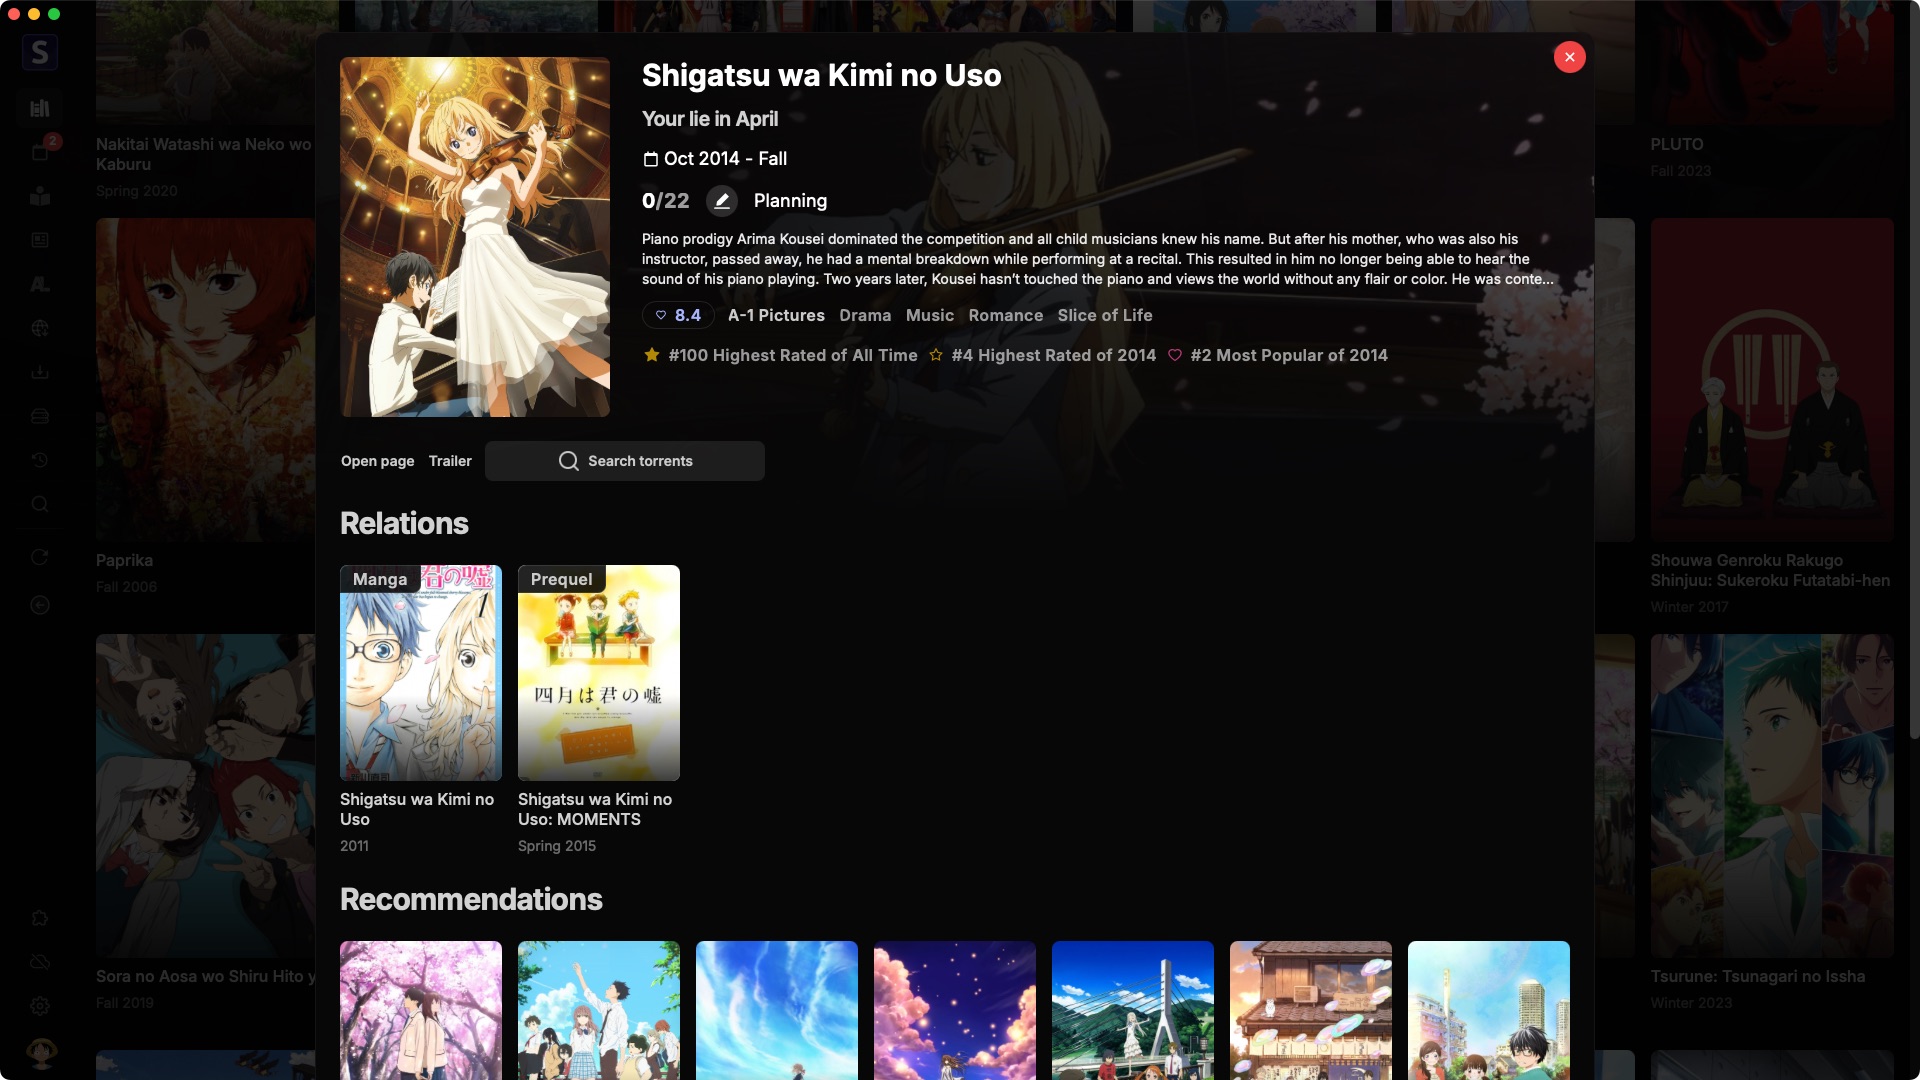 S
2
Nakitai Watashi wa Neko wo
Kaburu
Spring 2020
Paprika
Fall 2006
Sora no Aosa wo Shiru Hito y
Fall 2019
Shigatsu wa Kimi no Uso
Your lie in April
Oct 2014 - Fall
0/22
Planning
Piano prodigy Arima Kousei dominated the competition and all child musicians knew his name. But after his mother, who was also his
instructor, passed away, he had a mental breakdown while performing at a recital. This resulted in him no longer being able to hear the
sound of his piano playing. Two years later, Kousei hasn't touched the piano and views the world without any flair or color. He was conte...
8.4 A-1 Pictures Drama Music Romance Slice of Life
#100 Highest Rated of All Time #4 Highest Rated of 2014 #2 Most Popular of 2014
Open page Trailer Search torrents
Relations
Manga
1
Shigatsu wa Kimi no
Uso
2011
Prequel
四月は君の嘘
Shigatsu wa Kimi no
Uso: MOMENTS
Spring 2015
Recommendations
PLUTO
Fall 2023
Shouwa Genroku Rakugo
Shinjuu: Sukeroku Futatabi-hen
Winter 2017
Tsurune: Tsunagari no Issha
Winter 2023